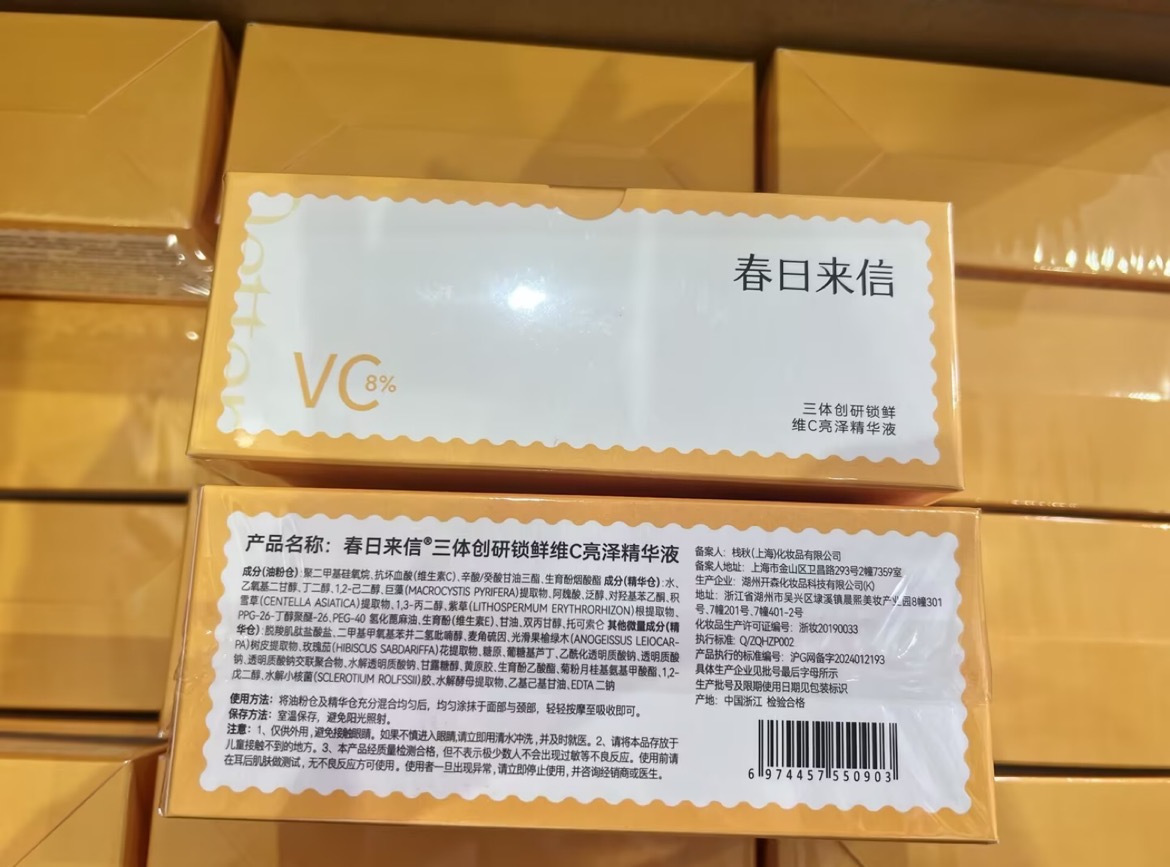 春日来信
VC8%
三体创研锁鲜
维C亮泽精华液
产品名称：春日来信®三体创研锁鲜维C亮泽精华液
成分(油粉仓)：聚二甲基硅氧烷、抗坏血酸(维生素C)、辛酸/癸酸甘油三酯、生育酚烟酸酯 成分(精华仓)：水、
乙氧基二甘醇、丁二醇、1,2-己二醇、巨藻(MACROCYSTIS PYRIFERA)提取物、阿魏酸、泛醇、对羟基苯乙酮、积
雪草(CENTELLA ASIATICA)提取物、1,3-丙二醇、紫草(LITHOSPERMUM ERYTHRORHIZON)根提取物、
PPG-26-丁醇聚醚-26、PEG-40 氢化蓖麻油、生育酚(维生素E)、甘油、双丙甘醇、托可索仑 其他微量成分(精
华仓)：脱羧肌肽盐酸盐、二甲基甲氧基苯并二氢吡喃醇、麦角硫因、光滑果榆绿木(ANOGEISSUS LEIOCAR-
PA)树皮提取物、玫瑰茄(HIBISCUS SABDARIFFA)花提取物、糖原、葡糖基芦丁、乙酰化透明质酸钠、透明质酸
钠、透明质酸钠交联聚合物、水解透明质酸钠、甘露糖醇、黄原胶、生育酚乙酸酯、菊粉月桂基氨基甲酸酯、1,2-
戊二醇、水解小核菌(SCLEROTIUM ROLFSSII)胶、水解酵母提取物、乙基己基甘油、EDTA 二钠
使用方法：将油粉仓及精华仓充分混合均匀后，均匀涂抹于面部与颈部，轻轻按摩至吸收即可。
保存方法：室温保存，避免阳光照射。
注意：1、仅供外用，避免接触眼睛。如果不慎进入眼睛,请立即用清水冲洗，并及时就医。2、请将本品存放于
儿童接触不到的地方。3、本产品经质量检测合格，但不表示极少数人不会出现过敏等不良反应。使用前请
在耳后肌肤做测试，无不良反应方可使用。使用者一旦出现异常，请立即停止使用，并咨询经销商或医生。
备案人：栈秋(上海)化妆品有限公司
备案人地址：上海市金山区卫昌路293号2幢7359室
生产企业：湖州开森化妆品科技有限公司(K)
地址：浙江省湖州市吴兴区埭溪镇晨熙美妆产业园8幢301
号、7幢201号、7幢401-2号
化妆品生产许可证编号：浙妆20190033
执行标准：Q/ZQHZP002
产品执行的标准编号：沪G网备字2024012193
具体生产企业见批号最后字母所示
生产批号及限期使用日期见包装标识
产地：中国浙江 检验合格
6 974457 550903